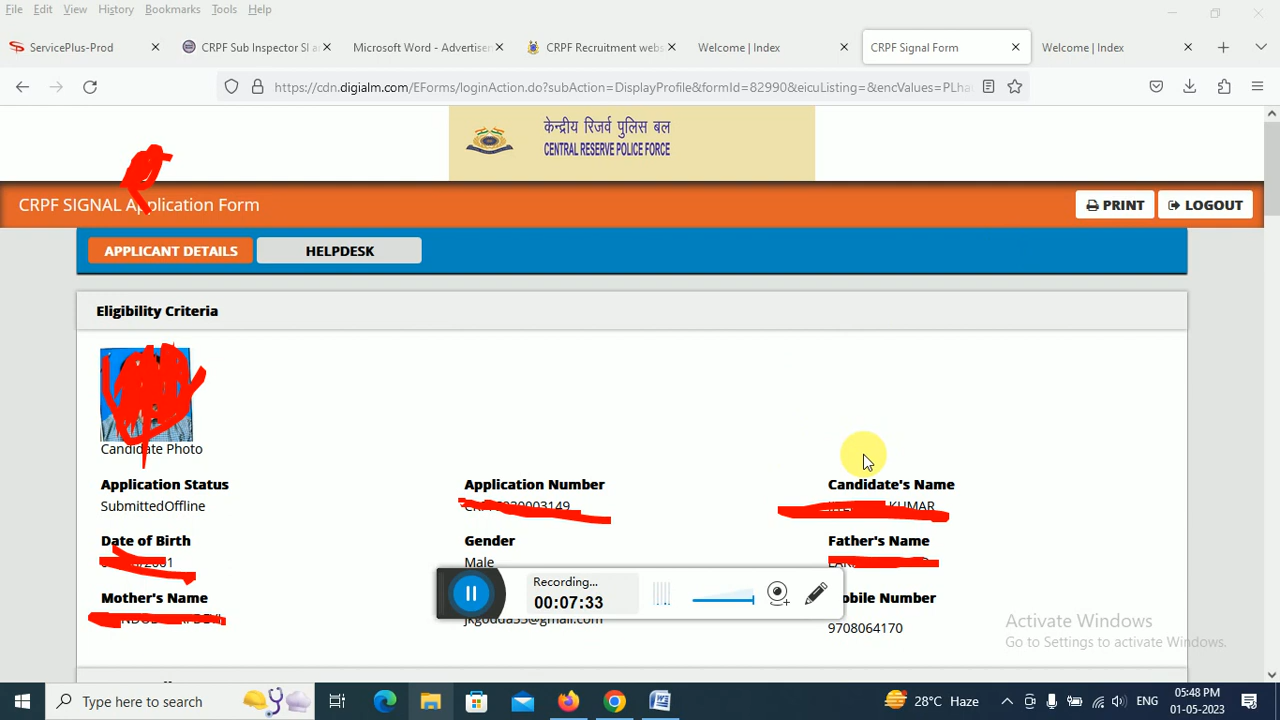 File Edit View History Bookmarks Tools Help
ServicePlus-Prod
CRPF Sub Inspector SI a
Microsoft Word - Advertiser
CRPF Recruitment web
Welcome | Index
CRPF Signal Form
Welcome | Index
https://cdn.digialm.com/EForms/loginAction.do?subAction=DisplayProfile&formId=82990&eicuListing=&encValues=PLha
केन्द्रीय रिजर्व पुलिस बल
CENTRAL RESERVE POLICE FORCE
CRPF SIGNAL Application Form
PRINT
LOGOUT
APPLICANT DETAILS
HELPDESK
Eligibility Criteria
Candidate Photo
Application Status
Application Number
Candidate's Name
SubmittedOffline
KUMAR
Date of Birth
Gender
Father's Name
Male
Recording...
00:07:33
Mother's Name
obile Number
9708064170
Activate Windows
Go to Settings to activate Windows.
Type here to search
28°C Haze
ENG
05:48 PM
01-05-2023